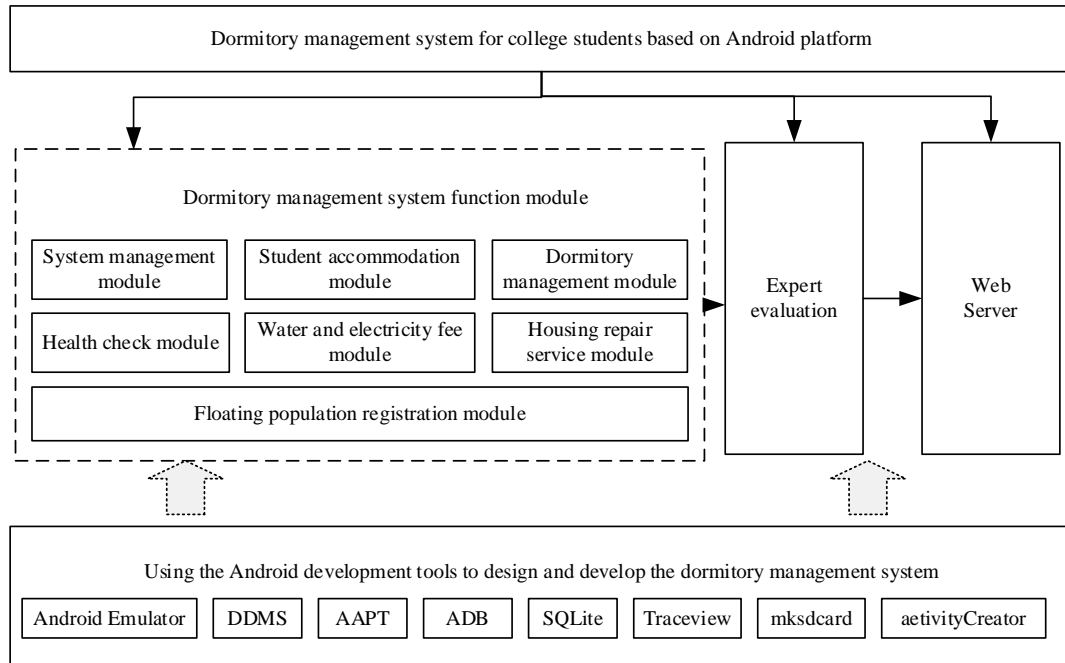 Dormitory management system for college students based on Android platform
Dormitory management system function module
System management
module
Student accommodation
module
Dormitory
management module
Health check module
Water and electricity fee
module
Housing repair
service module
Floating population registration module
Expert
evaluation
Web
Server
Using the Android development tools to design and develop the dormitory management system
Android Emulator
DDMS
AAPT
ADB
SQLite
Traceview
mksdcard
aetivityCreator